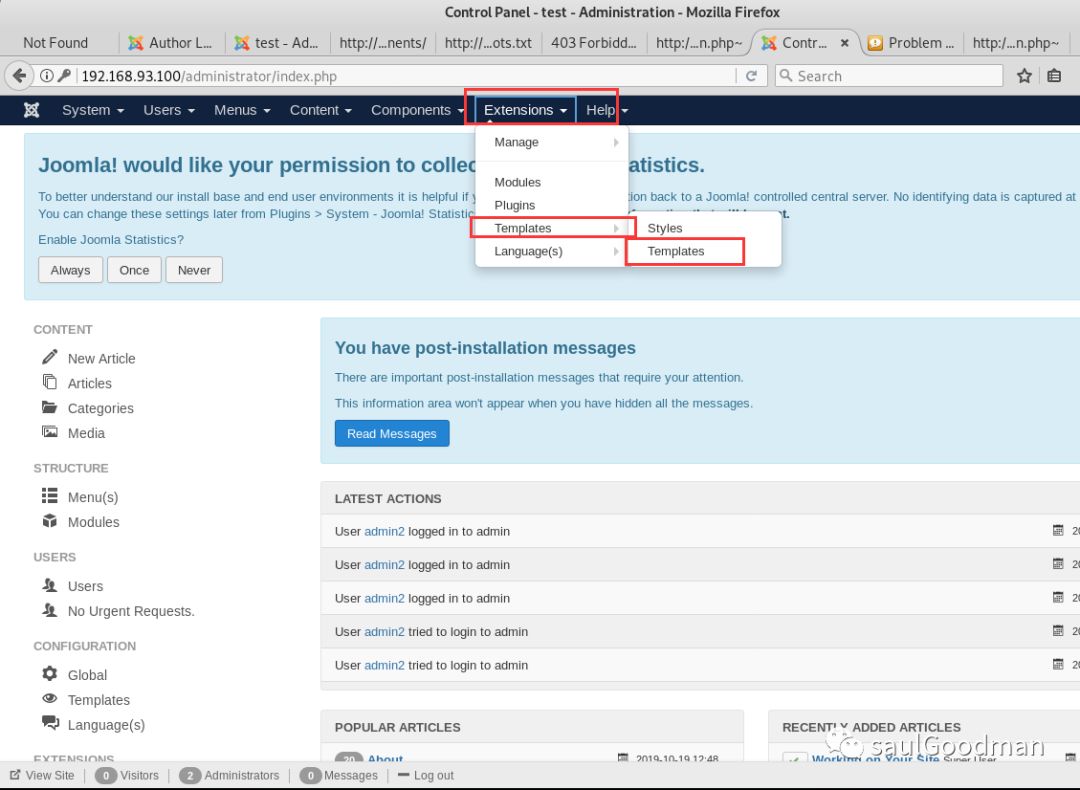 Control Panel - test - Administration - Mozilla Firefox
Not Found
Author L...
test - Ad...
http://...nents/
http://...ots.txt
403 Forbidd...
http:/...n.php~
Contr...
Problem ...
http:/...n.php~
192.168.93.100/administrator/index.php
Search
System
Users
Menus
Content
Components
Extensions
Help
Manage
Modules
Plugins
Templates
Language(s)
Styles
Templates
Joomla! would like your permission to collec
atistics.
To better understand our install base and end user environments it is helpful if y
ion back to a Joomla! controlled central server. No identifying data is captured at
You can change these settings later from Plugins > System - Joomla! Statistic
Enable Joomla Statistics?
Always
Once
Never
CONTENT
New Article
Articles
Categories
Media
STRUCTURE
Menu(s)
Modules
USERS
Users
No Urgent Requests.
CONFIGURATION
Global
Templates
Language(s)
EXTENSIONS
You have post-installation messages
There are important post-installation messages that require your attention.
This information area won't appear when you have hidden all the messages.
Read Messages
LATEST ACTIONS
User admin2 logged in to admin
20
User admin2 logged in to admin
20
User admin2 logged in to admin
20
User admin2 tried to login to admin
20
User admin2 tried to login to admin
20
POPULAR ARTICLES
20 About
2019-10-19 12:48
RECENTLY ADDED ARTICLES
Working on Your Site Super User
saulGoodman
View Site
0 Visitors
2 Administrators
0 Messages
Log out